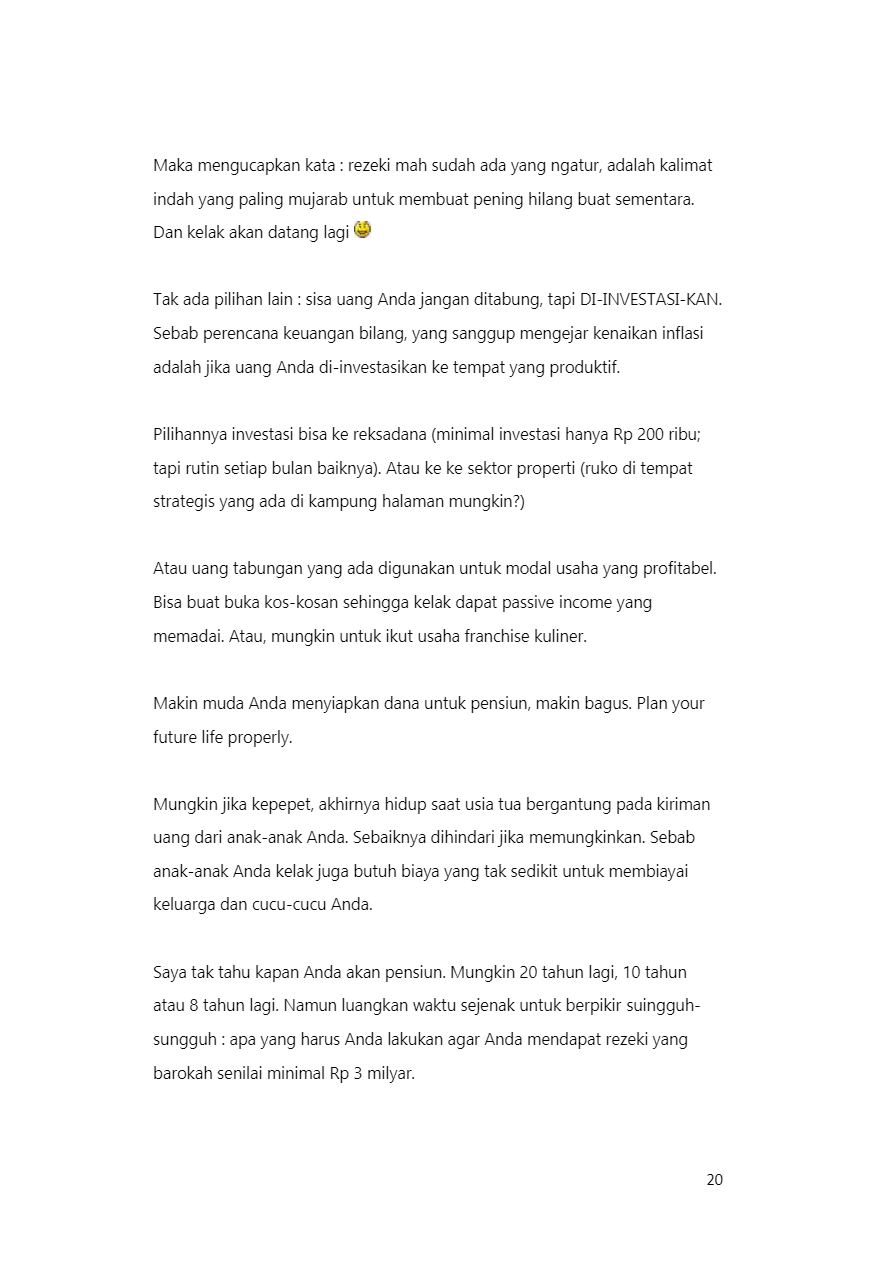 Maka mengucapkan kata : rezeki mah sudah ada yang ngatur, adalah kalimat
indah yang paling mujarab untuk membuat pening hilang buat sementara.
Dan kelak akan datang lagi
Tak ada pilihan lain : sisa uang Anda jangan ditabung, tapi DI-INVESTASI-KAN.
Sebab perencana keuangan bilang, yang sanggup mengejar kenaikan inflasi
adalah jika uang Anda di-investasikan ke tempat yang produktif.
Pilihannya investasi bisa ke reksadana (minimal investasi hanya Rp 200 ribu;
tapi rutin setiap bulan baiknya). Atau ke ke sektor properti (ruko di tempat
strategis yang ada di kampung halaman mungkin?)
Atau uang tabungan yang ada digunakan untuk modal usaha yang profitabel.
Bisa buat buka kos-kosan sehingga kelak dapat passive income yang
memadai. Atau, mungkin untuk ikut usaha franchise kuliner.
Makin muda Anda menyiapkan dana untuk pensiun, makin bagus. Plan your
future life properly.
Mungkin jika kepepet, akhirnya hidup saat usia tua bergantung pada kiriman
uang dari anak-anak Anda. Sebaiknya dihindari jika memungkinkan. Sebab
anak-anak Anda kelak juga butuh biaya yang tak sedikit untuk membiayai
keluarga dan cucu-cucu Anda.
Saya tak tahu kapan Anda akan pensiun. Mungkin 20 tahun lagi, 10 tahun
atau 8 tahun lagi. Namun luangkan waktu sejenak untuk berpikir suingguh-
sungguh : apa yang harus Anda lakukan agar Anda mendapat rezeki yang
barokah senilai minimal Rp 3 milyar.
20